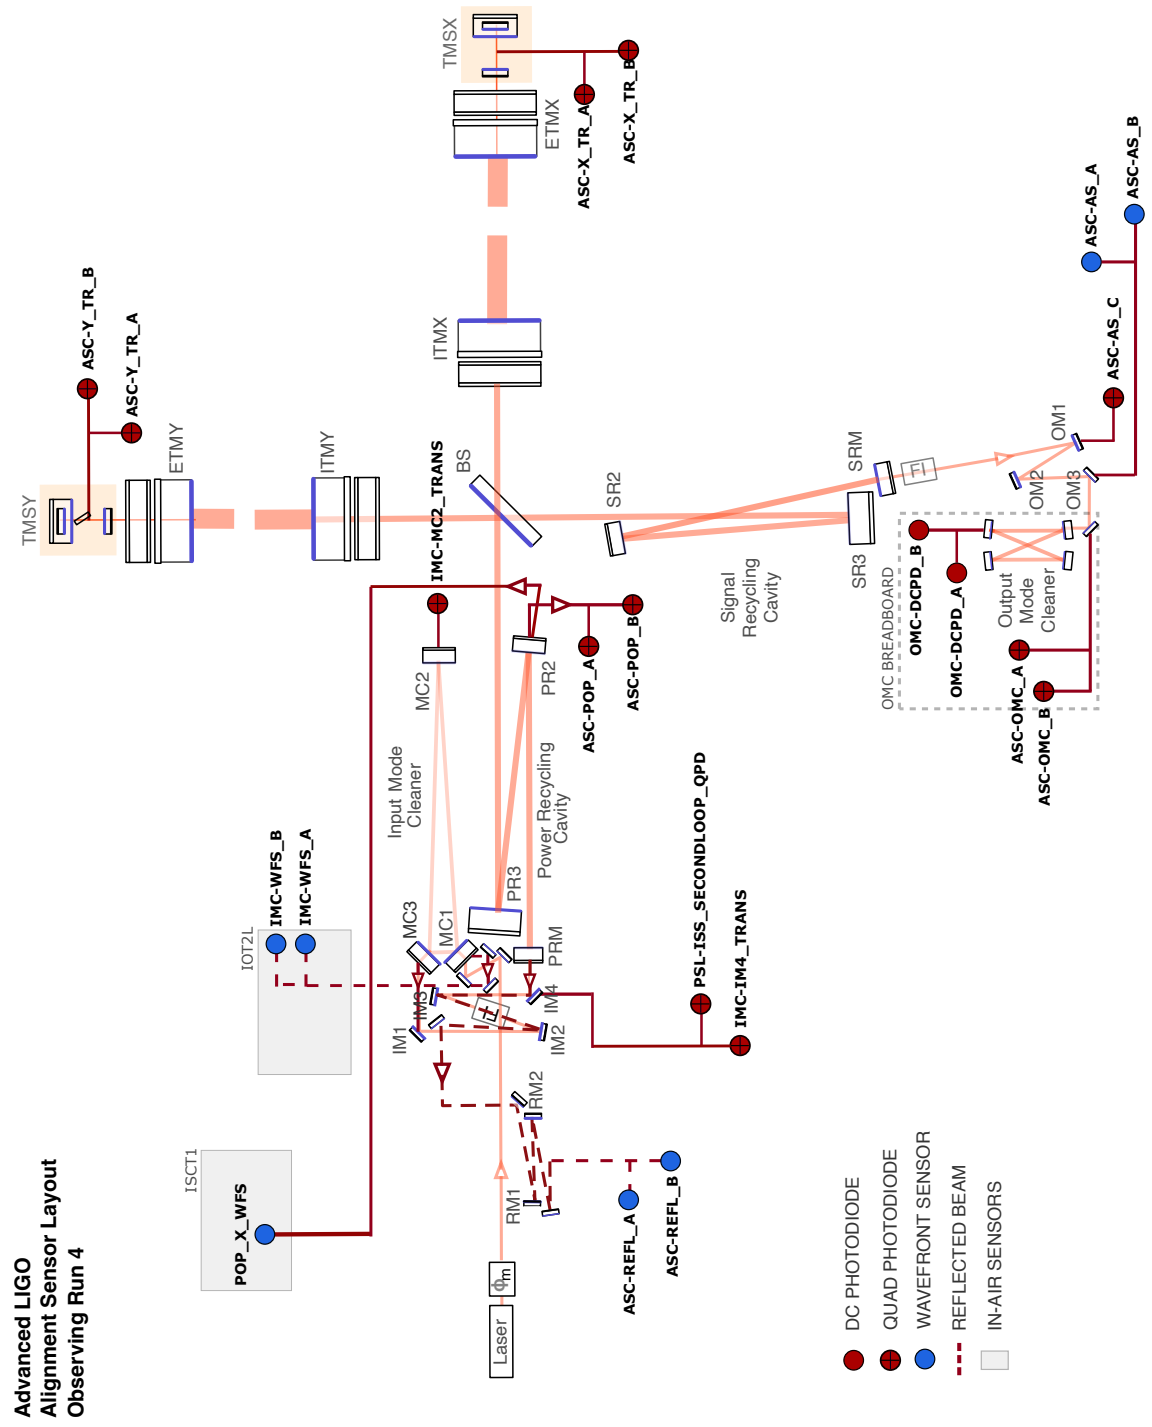 Advanced LIGO
Alignment Sensor Layout
Observing Run 4
TMSX
ETMX
ASC-X_TR_A
ASC-X_TR_B
ITMX
ASC-Y_TR_B
ASC-Y_TR_A
TMSY
ETMY
ITMY
BS
IMC-MC2_TRANS
MC2
PR2
ASC-POP_A
ASC-POP_B
Input Mode
Cleaner
Power Recycling
Cavity
PR3
PRM
MC3
MC1
IM3
IM4
IM1
IM2
FI
PSL-ISS_SECONDLOOP_QPD
IMC-IM4_TRANS
IOT2L
IMC-WFS_B
IMC-WFS_A
ISCT1
POP_X_WFS
RM2
RM1
ASC-REFL_A
ASC-REFL_B
Laser
ϕm
SR2
SR3
SRM
FI
Signal
Recycling
Cavity
OM1
OM2
OM3
ASC-AS_A
ASC-AS_B
ASC-AS_C
OMC BREADBOARD
OMC-DCPD_B
OMC-DCPD_A
Output
Mode
Cleaner
ASC-OMC_A
ASC-OMC_B
DC PHOTODIODE
QUAD PHOTODIODE
WAVEFRONT SENSOR
REFLECTED BEAM
IN-AIR SENSORS